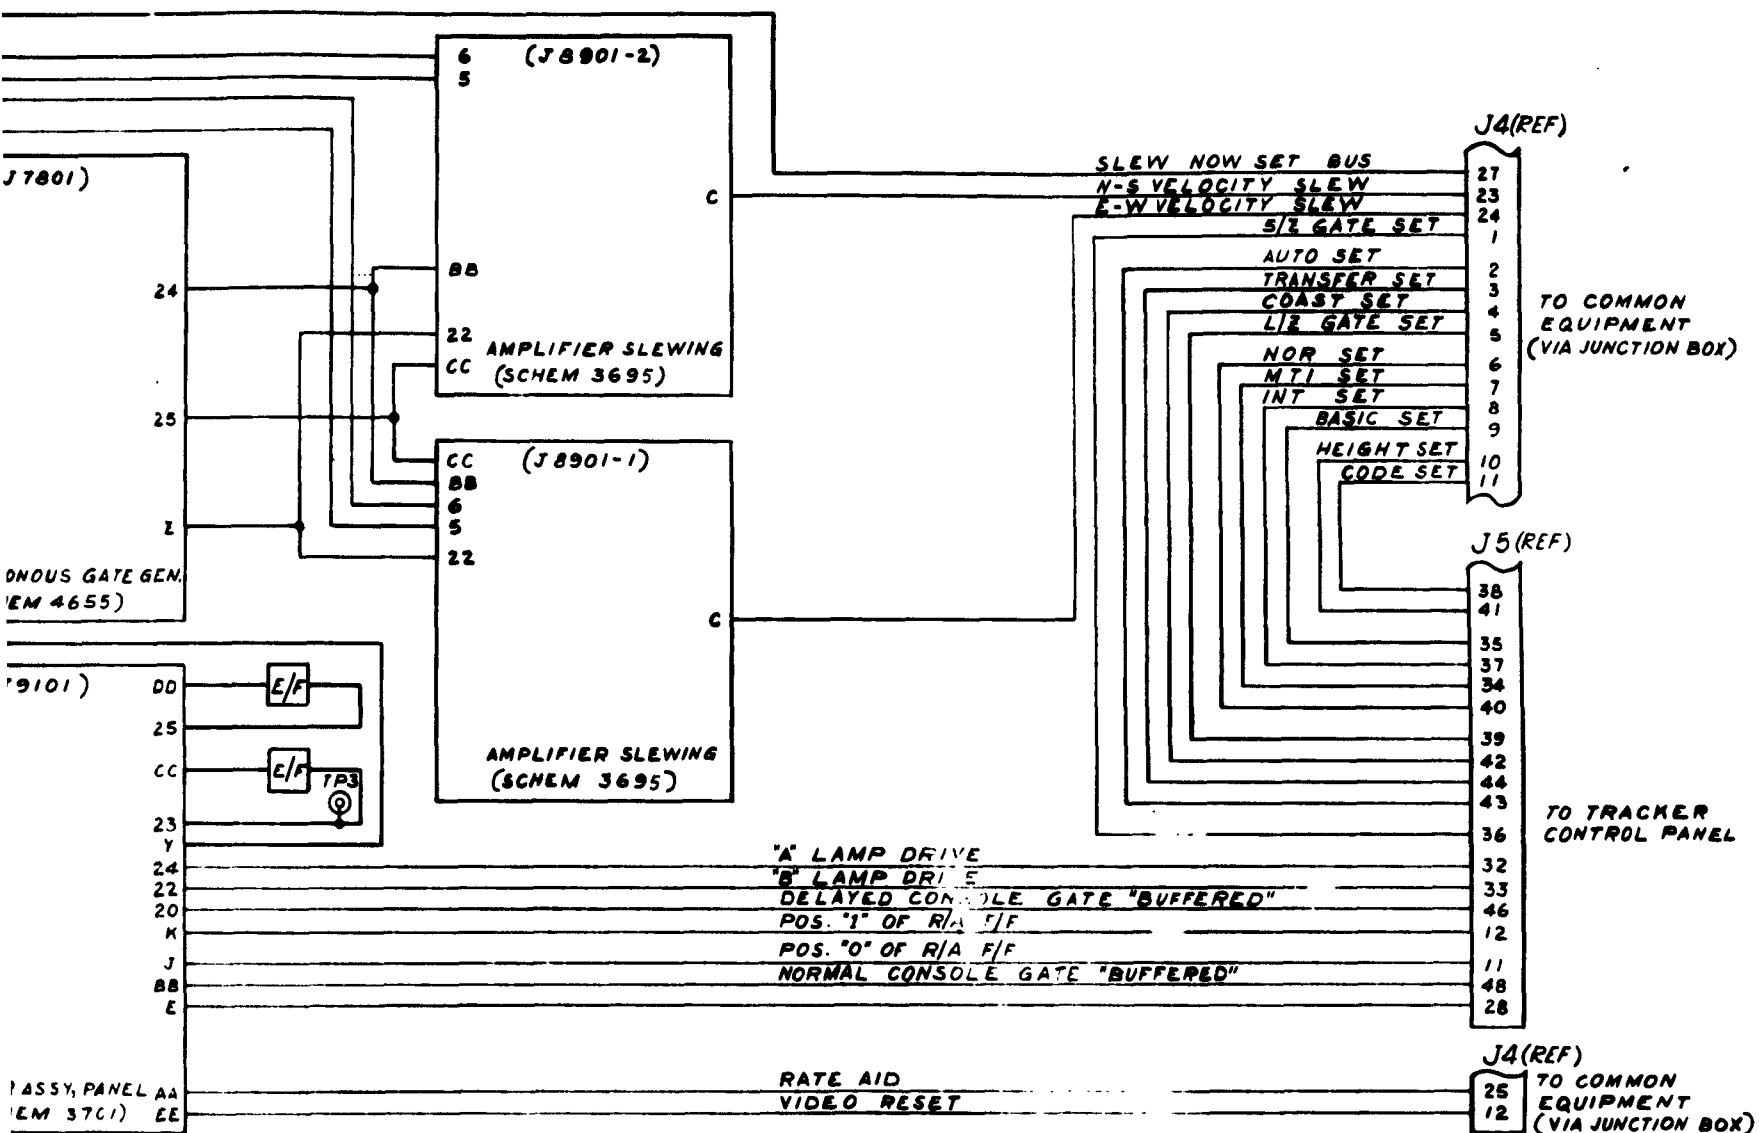 6 (J8901-2)
5
J4(REF)
J7801)
SLEW NOW SET BUS 27
C
N-S VELOCITY SLEW 23
E-W VELOCITY SLEW 24
S/Z GATE SET 1
AUTO SET 2
TRANSFER SET 3
COAST SET 4
L/Z GATE SET 5
NOR SET 6
MTI SET 7
INT SET 8
BASIC SET 9
HEIGHT SET 10
CODE SET 11
TO COMMON
EQUIPMENT
(VIA JUNCTION BOX)
24
25
Z
BB
22
CC
AMPLIFIER SLEWING
(SCHEM 3695)
CC (J8901-1)
BB
6
5
22
C
AMPLIFIER SLEWING
(SCHEM 3695)
ONOUS GATE GEN.
EM 4655)
J5(REF)
38
41
35
37
34
40
39
42
44
43
36
TO TRACKER
CONTROL PANEL
9101)
DD E/F
25
CC E/F
TP3
23
Y
24 "A" LAMP DRIVE 32
22 "B" LAMP DRI E 33
20 DELAYED CON LE GATE "BUFFERED" 46
K POS. "1" OF R/A F/F 12
J POS. "0" OF R/A F/F 11
BB NORMAL CONSOLE GATE "BUFFERED" 48
E 28
J4(REF)
ASSY, PANEL AA RATE AID 25
EM 3701) EE VIDEO RESET 12
TO COMMON
EQUIPMENT
(VIA JUNCTION BOX)